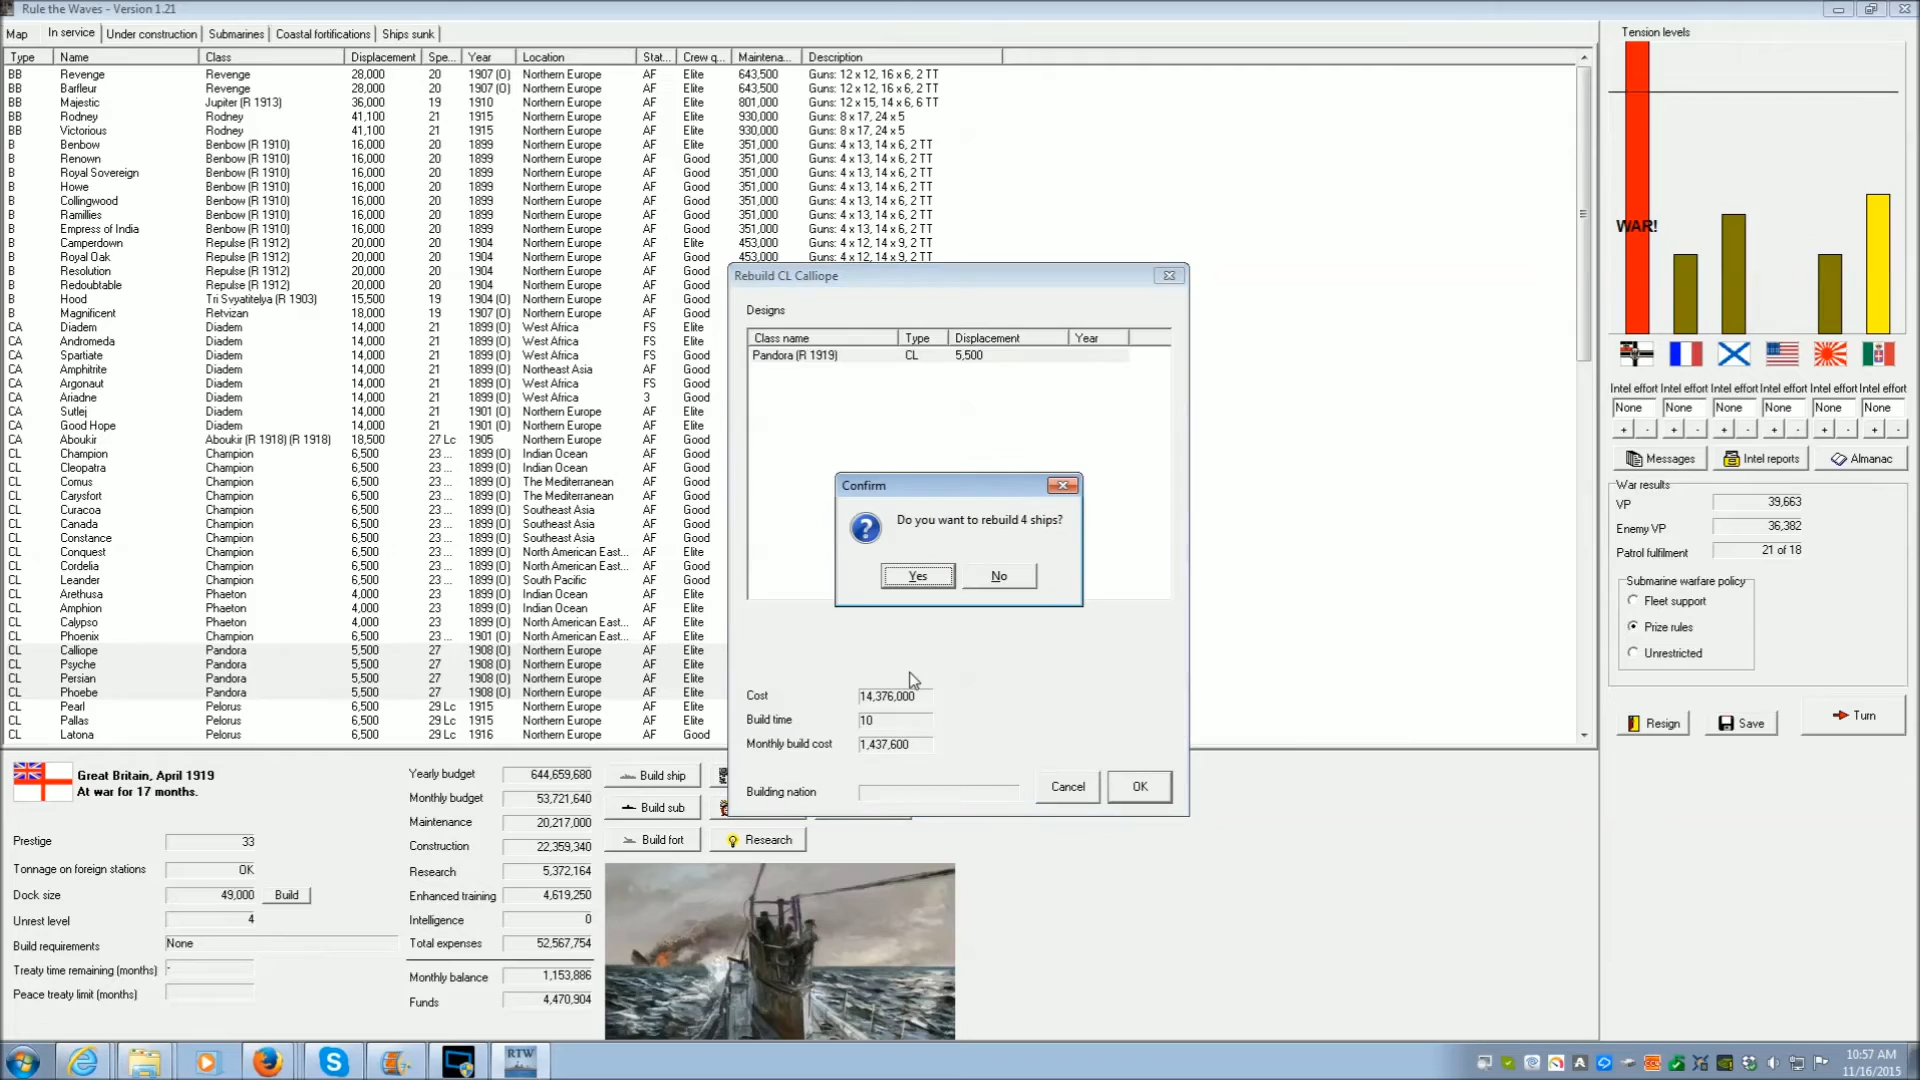 Rule the Waves - Version 1.21
Map In service Under construction Submarines Coastal fortifications Ships sunk
Type Name Class Displacement Spe... Year Location Stat... Crew q... Maintena... Description
BB Revenge Revenge 28,000 20 1907 (O) Northern Europe AF Elite 643,500 Guns: 12 x 12, 16 x 6, 2 TT
BB Barfleur Revenge 28,000 20 1907 (O) Northern Europe AF Elite 643,500 Guns: 12 x 12, 16 x 6, 2 TT
BB Majestic Jupiter (R 1913) 36,000 19 1910 Northern Europe AF Elite 801,000 Guns: 12 x 15, 14 x 6, 6 TT
BB Rodney Rodney 41,100 21 1915 Northern Europe AF Elite 930,000 Guns: 8 x 17, 24 x 5
BB Victorious Rodney 41,100 21 1915 Northern Europe AF Elite 930,000 Guns: 8 x 17, 24 x 5
B Benbow Benbow (R 1910) 16,000 20 1899 Northern Europe AF Elite 351,000 Guns: 4 x 13, 14 x 6, 2 TT
B Renown Benbow (R 1910) 16,000 20 1899 Northern Europe AF Good 351,000 Guns: 4 x 13, 14 x 6, 2 TT
B Royal Sovereign Benbow (R 1910) 16,000 20 1899 Northern Europe AF Good 351,000 Guns: 4 x 13, 14 x 6, 2 TT
B Howe Benbow (R 1910) 16,000 20 1899 Northern Europe AF Good 351,000 Guns: 4 x 13, 14 x 6, 2 TT
B Collingwood Benbow (R 1910) 16,000 20 1899 Northern Europe AF Good 351,000 Guns: 4 x 13, 14 x 6, 2 TT
B Ramillies Benbow (R 1910) 16,000 20 1899 Northern Europe AF Good 351,000 Guns: 4 x 13, 14 x 6, 2 TT
B Empress of India Benbow (R 1910) 16,000 20 1899 Northern Europe AF Good 351,000 Guns: 4 x 13, 14 x 6, 2 TT
B Camperdown Repulse (R 1912) 20,000 19 1904 Northern Europe AF Elite 453,000 Guns: 4 x 12, 14 x 9, 2 TT
B Royal Oak Repulse (R 1912) 20,000 19 1904 Northern Europe AF Good 453,000 Guns: 4 x 12, 14 x 9, 2 TT
B Resolution Repulse (R 1912) 20,000 19 1904 Northern Europe AF Good
B Redoutable Repulse (R 1912) 20,000 19 1904 Northern Europe AF Good
B Hood Tri Svyatitelya (R 1903) 15,500 19 1904 (O) Northern Europe AF Good
B Magnificent Retvizan 18,000 19 1907 (O) Northern Europe AF Good
CA Diadem Diadem 14,000 21 1899 (O) West Africa FS Elite
CA Andromeda Diadem 14,000 21 1899 (O) West Africa FS Good
CA Spartiate Diadem 14,000 21 1899 (O) West Africa FS Good
CA Amphitrite Diadem 14,000 21 1899 (O) Northeast Asia AF Good
CA Argonaut Diadem 14,000 21 1899 (O) West Africa FS Good
CA Ariadne Diadem 14,000 21 1899 (O) West Africa 3 Good
CA Sutlej Diadem 14,000 21 1901 (O) Northern Europe AF Elite
CA Good Hope Diadem 14,000 21 1901 (O) Northern Europe AF Elite
CA Aboukir Aboukir (R 1918) (R 1918) 18,500 27 Lc 1905 Northern Europe AF Good
CL Champion Champion 6,500 23 ... 1899 (O) Indian Ocean AF Good
CL Cleopatra Champion 6,500 23 ... 1899 (O) Indian Ocean AF Good
CL Comus Champion 6,500 23 ... 1899 (O) The Mediterranean AF Good
CL Carysfort Champion 6,500 23 ... 1899 (O) The Mediterranean AF Elite
CL Curacoa Champion 6,500 23 ... 1899 (O) Southeast Asia AF Good
CL Canada Champion 6,500 23 ... 1899 (O) Southeast Asia AF Good
CL Constance Champion 6,500 23 ... 1899 (O) Southeast Asia AF Good
CL Conquest Champion 6,500 23 ... 1899 (O) North American East... AF Elite
CL Cordelia Champion 6,500 23 ... 1899 (O) North American East... AF Good
CL Leander Champion 6,500 23 ... 1899 (O) South Pacific AF Good
CL Arethusa Phaeton 4,000 23 1899 (O) Indian Ocean AF Elite
CL Amphion Phaeton 4,000 23 1899 (O) Indian Ocean AF Elite
CL Calypso Phaeton 4,000 23 1899 (O) North American East... AF Elite
CL Phoenix Champion 6,500 23 ... 1901 (O) North American East... AF Elite
CL Calliope Pandora 5,500 27 1908 (O) Northern Europe AF Elite
CL Psyche Pandora 5,500 27 1908 (O) Northern Europe AF Elite
CL Persian Pandora 5,500 27 1908 (O) Northern Europe AF Elite
CL Phoebe Pandora 5,500 27 1908 (O) Northern Europe AF Elite
CL Pearl Pelorus 5,500 29 Lc 1915 Northern Europe AF Good
CL Pallas Pelorus 5,500 29 Lc 1915 Northern Europe AF Elite
CL Latona Pelorus 5,500 29 Lc 1916 Northern Europe AF Good
Rebuild CL Calliope
Designs
Class name Type Displacement Year
Pandora (R 1919) CL 5,500
Confirm
Do you want to rebuild 4 ships?
Yes No
Cost 14,376,000
Build time 10
Monthly build cost 1,437,600
Building nation
Cancel OK
Tension levels
WAR!
Intel effort Intel effort Intel effort Intel effort Intel effort Intel effort
None None None None None None
+ - + - + - + - + - + -
Messages Intel reports Almanac
War results
VP 39,663
Enemy VP 36,382
Patrol fulfilment 21 of 18
Submarine warfare policy
Fleet support
Prize rules
Unrestricted
Resign Save Turn
Great Britain, April 1919
At war for 17 months.
Prestige 33
Tonnage on foreign stations OK
Dock size 49,000 Build
Unrest level 4
Build requirements None
Treaty time remaining (months) -
Peace treaty limit (months)
Yearly budget 644,659,680
Monthly budget 53,721,640
Maintenance 20,217,000
Construction 22,359,340
Research 5,372,164
Enhanced training 4,619,250
Intelligence 0
Total expenses 52,567,754
Monthly balance 1,153,886
Funds 4,470,904
Build ship
Build sub
Build fort Research
RTW
10:57 AM
11/16/2015